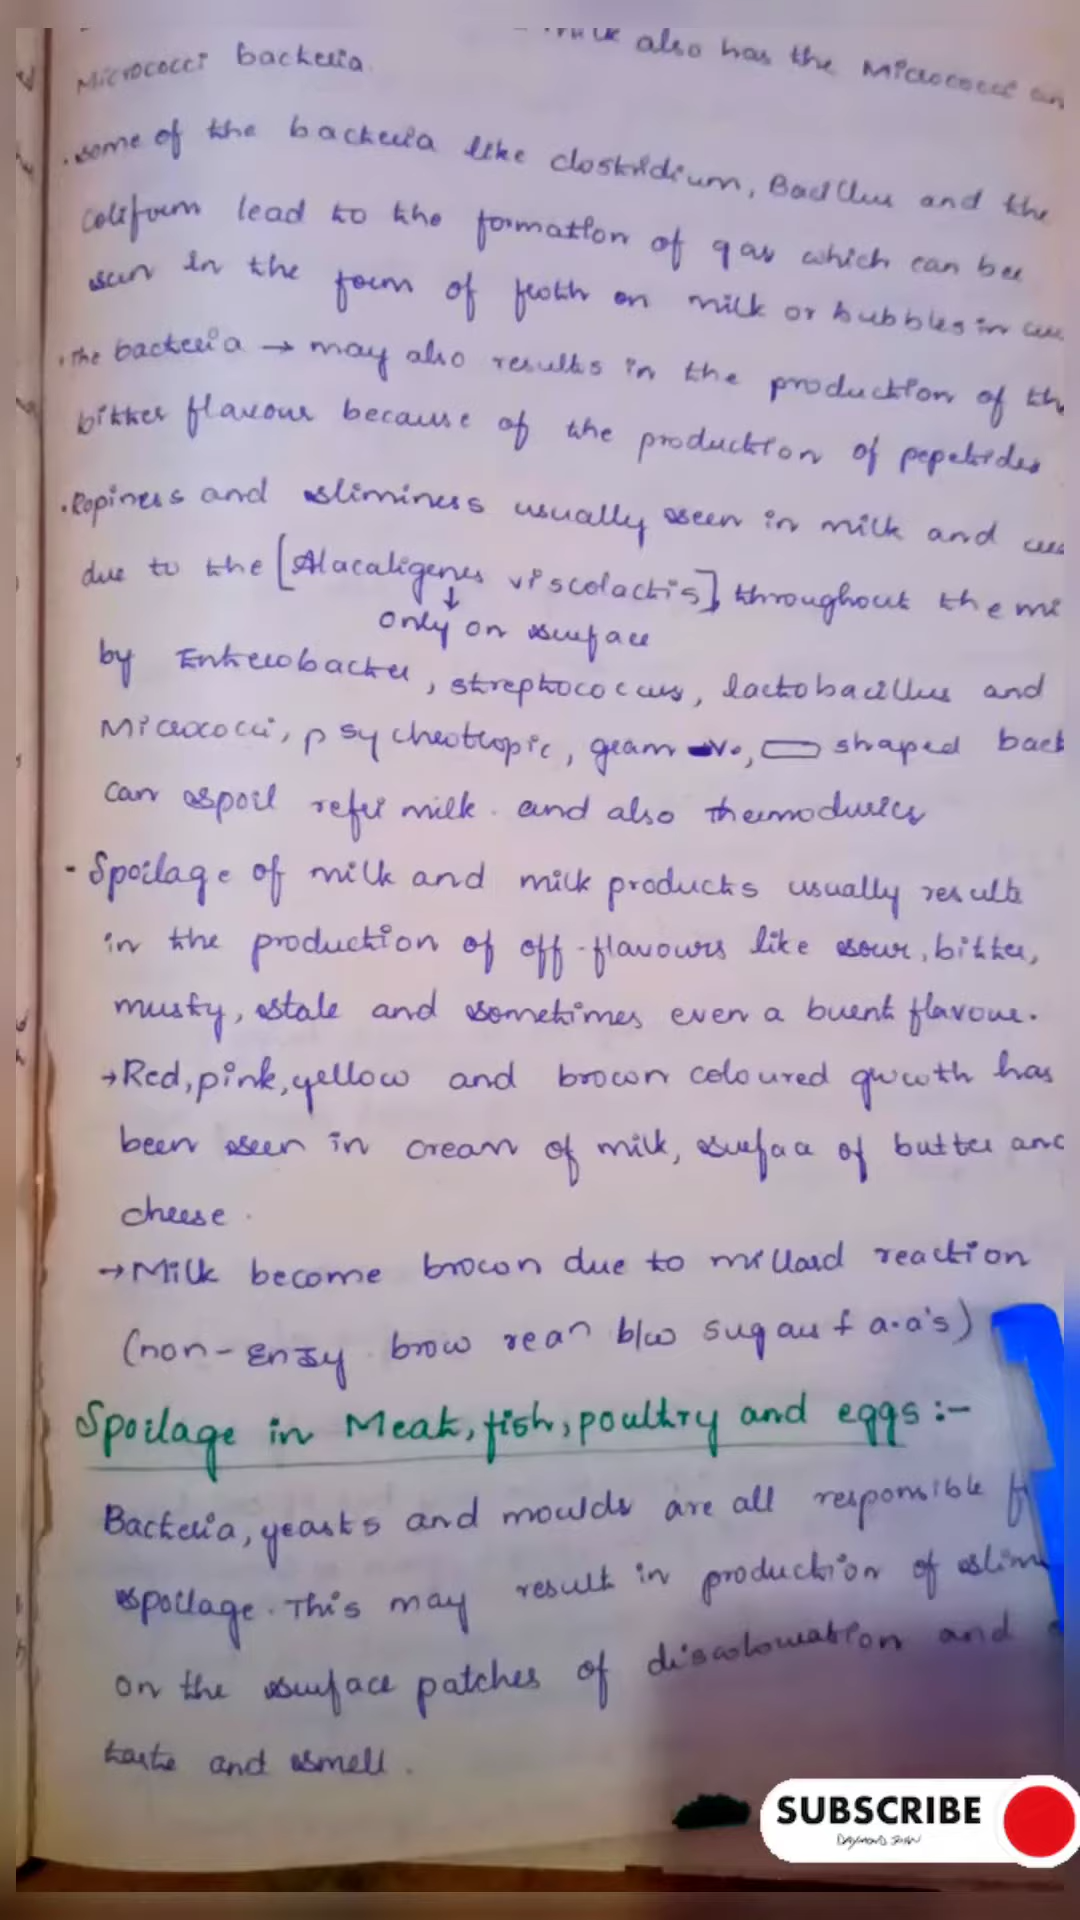 milk also has the Micrococci an
Micrococci bacteria.
. some of the bacteria like clostridium, Bacillus and the
coliform lead to the formation of gas which can bee
seen in the form of froth on milk or bubbles in
. The bacteria → may also results in the production of th
bitter flavour because of the production of pepetides
. Ropiness and sliminess usually seen in milk and
due to the [Alacaligenes viscolactis] throughout the mi
↓
only on surface
by Enterobacter, streptococcus, lactobacillus and
Micrococci, psychrotropic, gram -ve, shaped bact
can spoil refri milk. and also thermodurics
- Spoilage of milk and milk products usually results
in the production of off-flavours like sour, bitter,
musty, stale and sometimes even a burnt flavour.
→ Red, pink, yellow and brown coloured growth has
been seen in cream of milk, surface of butter and
cheese.
→ Milk become brown due to millard reaction
(non-enzy brow rean b/w sugars & a.a's)
Spoilage in Meat, fish, poultry and eggs :-
Bacteria, yeasts and moulds are all responsible f
spoilage. This may result in production of slim
on the surface patches of discolouration and
taste and smell.
SUBSCRIBE